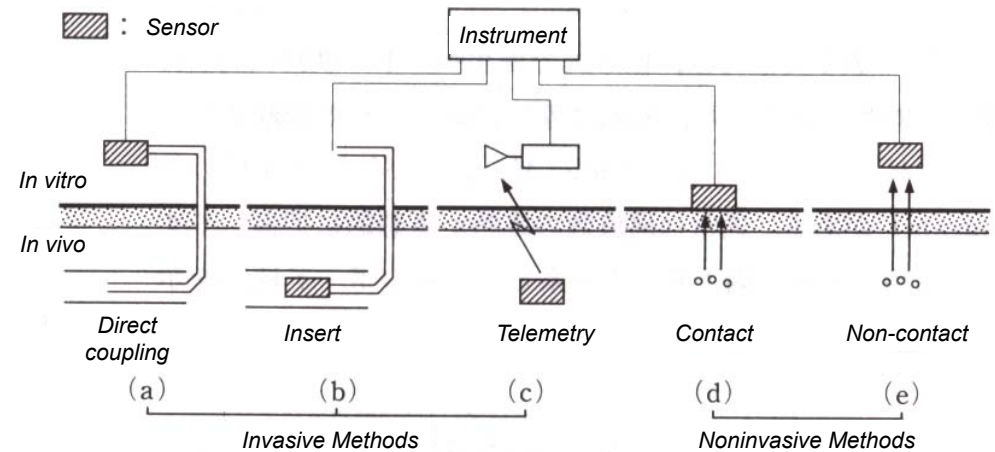 : Sensor
Instrument
In vitro
In vivo
Direct
coupling
Insert
Telemetry
Contact
Non-contact
(a)
(b)
(c)
(d)
(e)
Invasive Methods
Noninvasive Methods